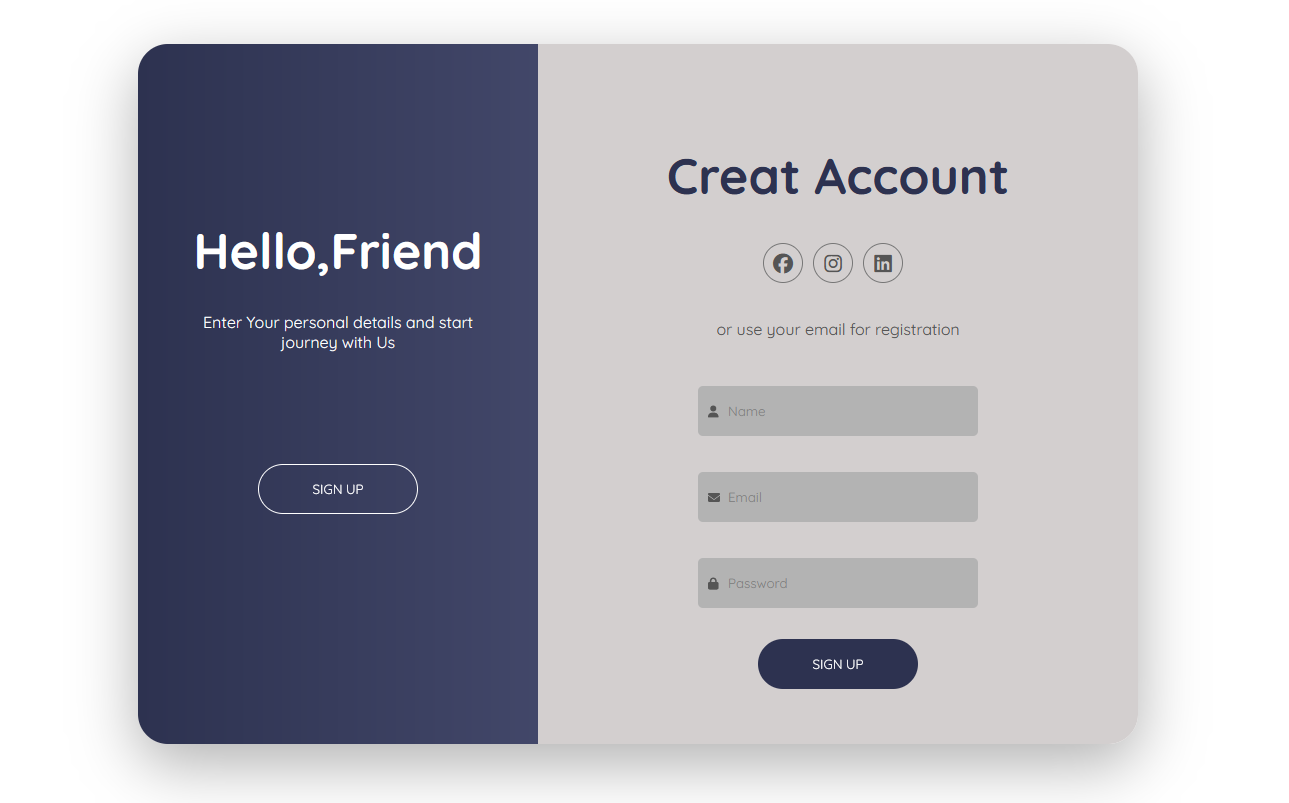 Hello,Friend
Enter Your personal details and start
journey with Us
SIGN UP
Creat Account
or use your email for registration
Name
Email
Password
SIGN UP